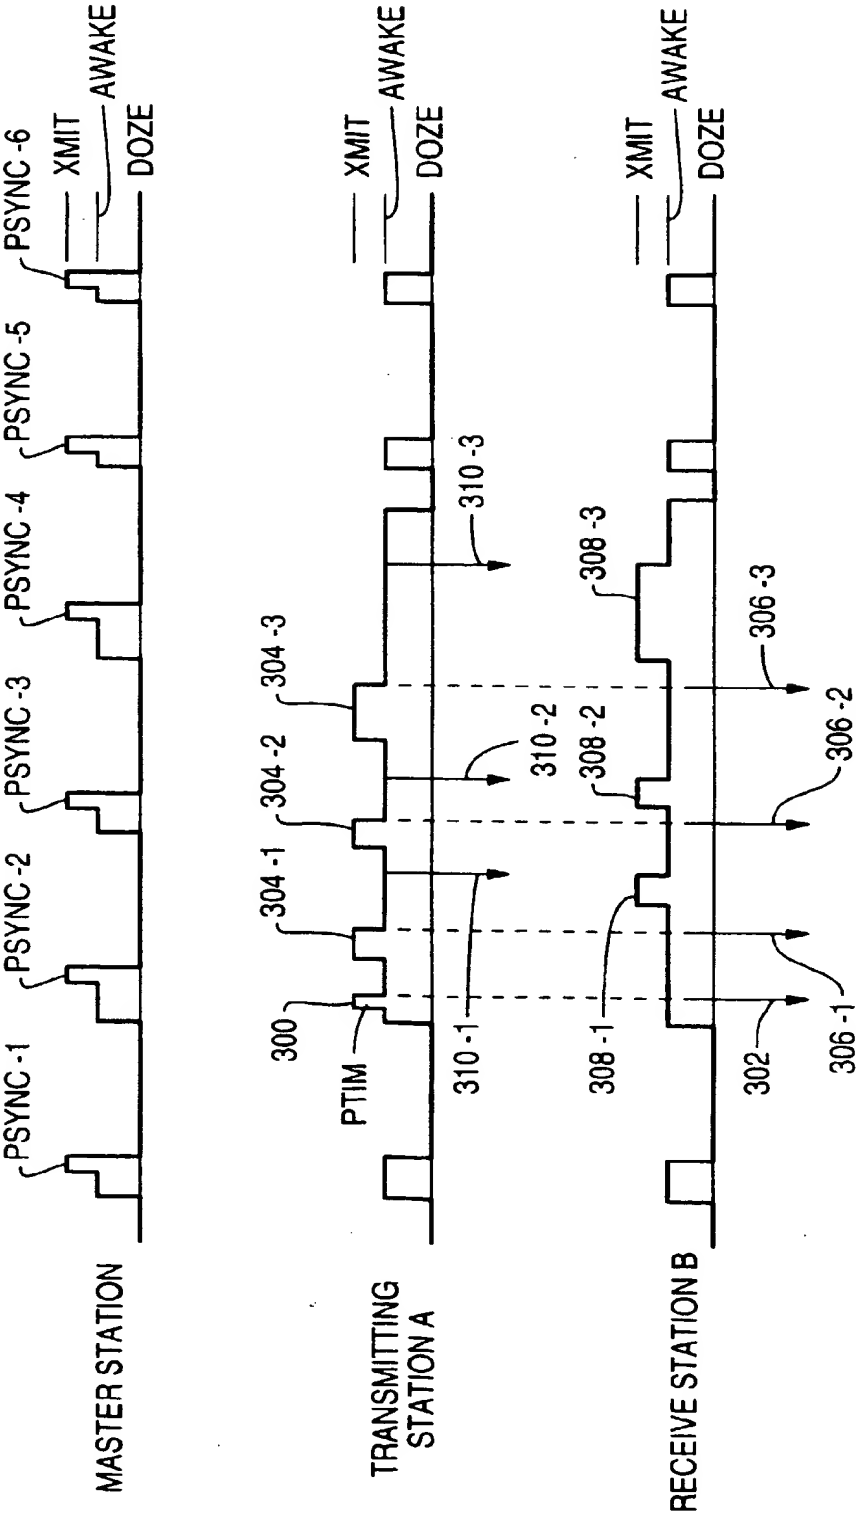 PSYNC-1
PSYNC-2
PSYNC-3
PSYNC-4
PSYNC-5
PSYNC-6
MASTER STATION
XMIT
AWAKE
DOZE
300
PTIM
304-1
304-2
304-3
TRANSMITTING
STATION A
XMIT
AWAKE
DOZE
310-1
310-2
310-3
308-1
308-2
308-3
RECEIVE STATION B
XMIT
AWAKE
DOZE
302
306-1
306-2
306-3